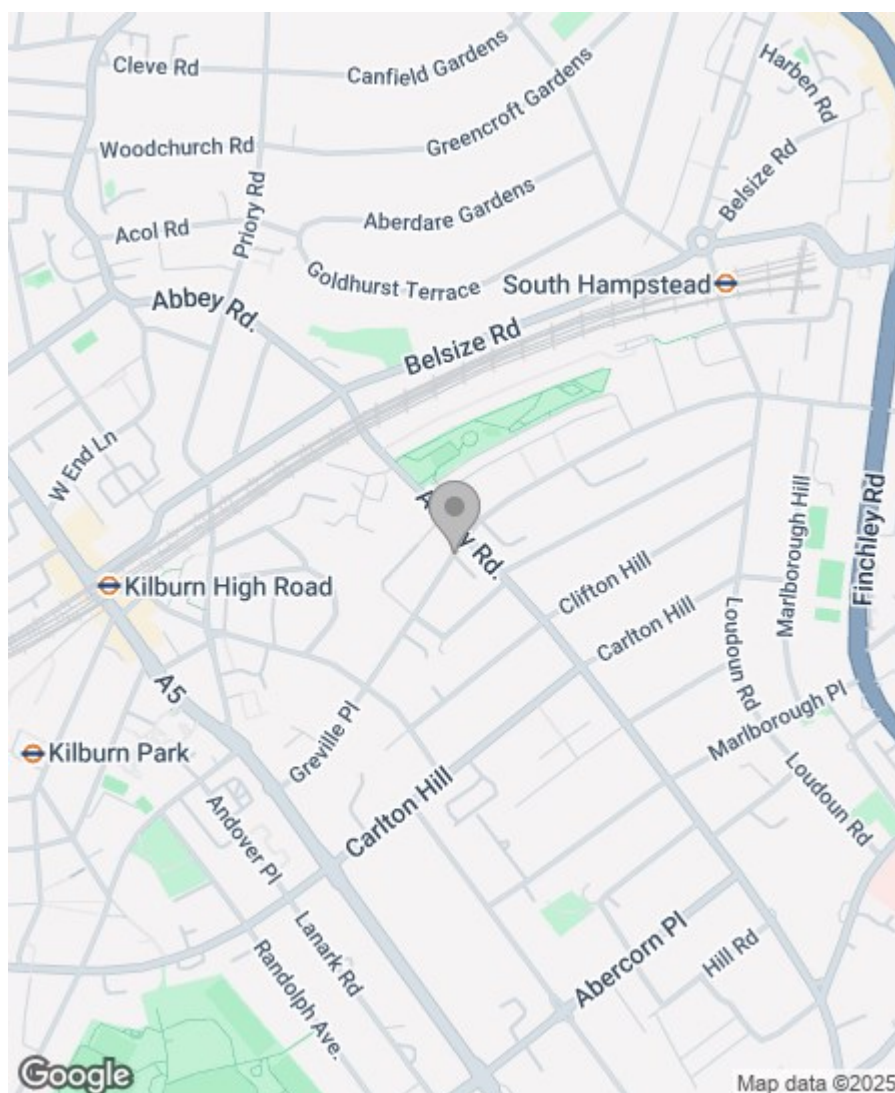 Cleve Rd
Canfield Gardens
Harben Rd
Woodchurch Rd
Greencroft Gardens
Belsize Rd
Priory Rd
Aberdare Gardens
Acol Rd
Goldhurst Terrace
South Hampstead
Abbey Rd.
Belsize Rd
W End Ln
Marlborough Hill
Finchley Rd
Rd.
Kilburn High Road
Clifton Hill
Carlton Hill
Loudoun Rd
A5
Greville Pl
Marlborough Pl
Kilburn Park
Loudoun Rd
Andover Pl
Carlton Hill
Lanark Rd
Abercorn Pl
Hill Rd
Randolph Ave.
Google
Map data ©2025